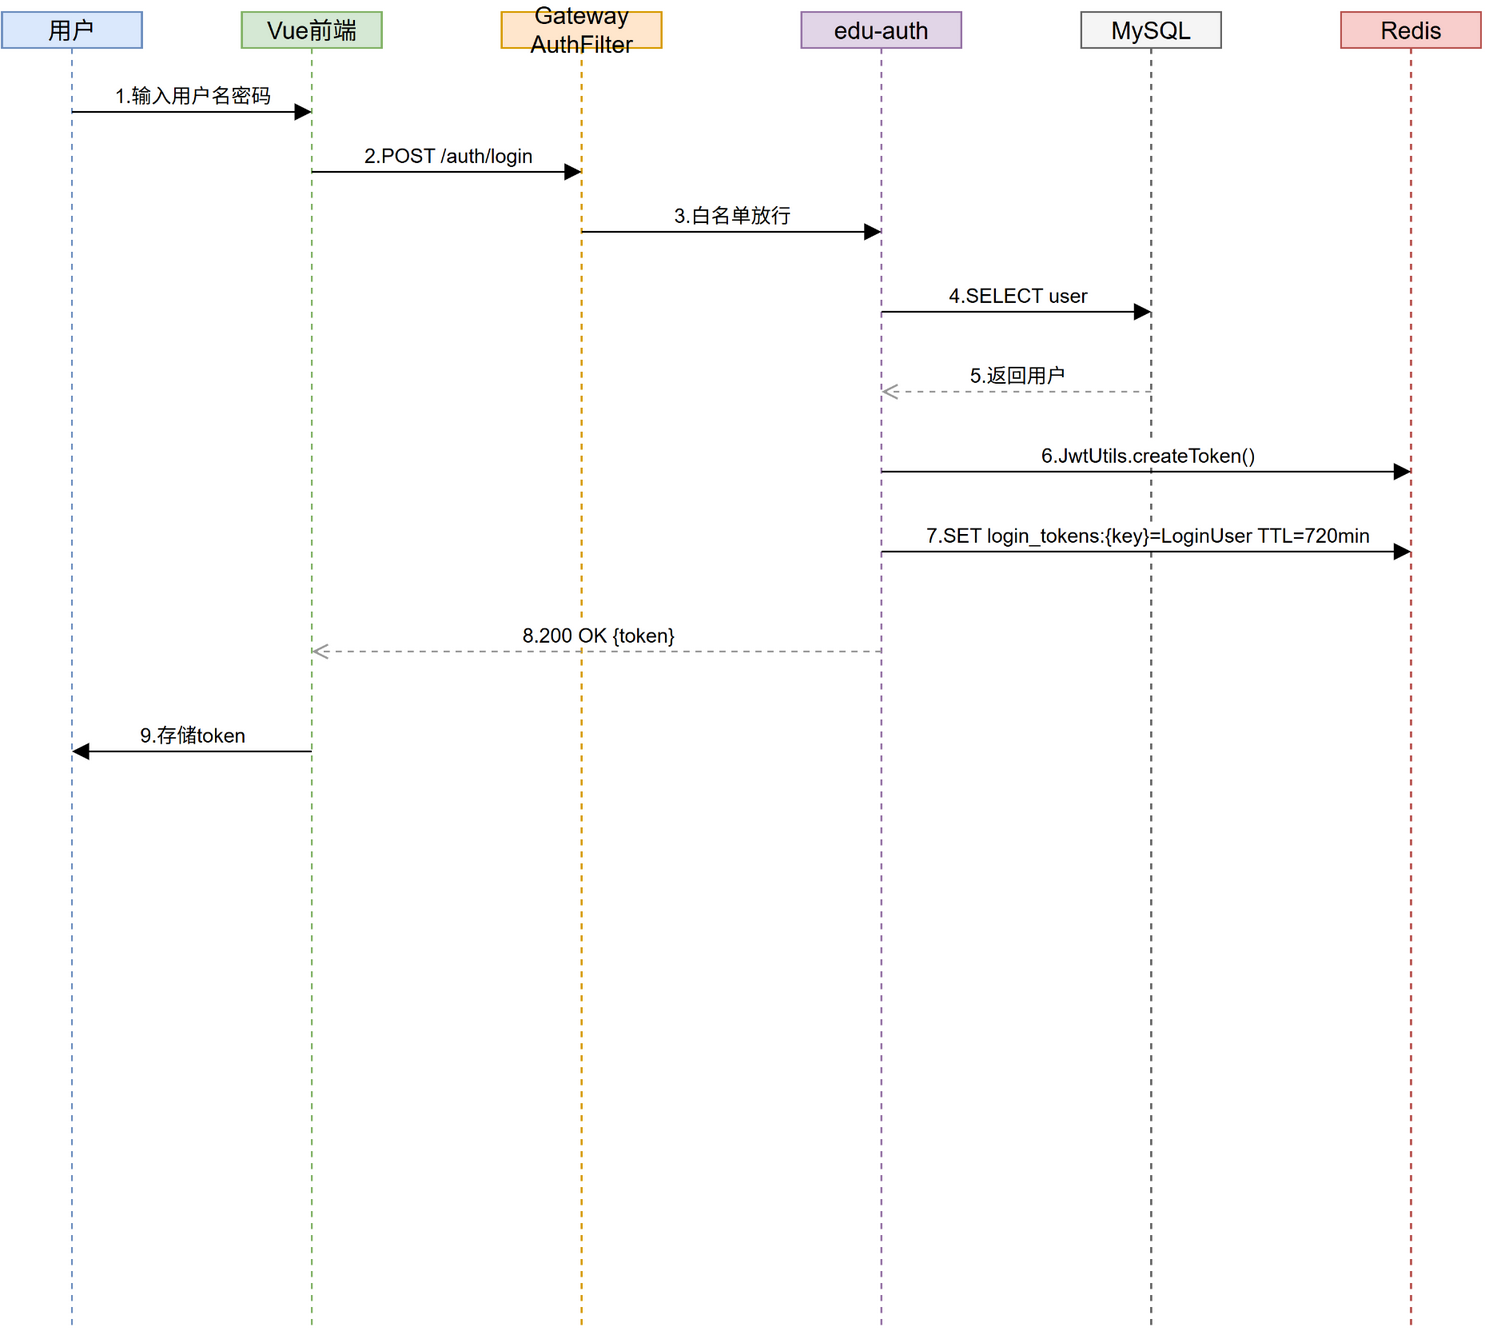 用户
Vue前端
Gateway
AuthFilter
edu-auth
MySQL
Redis
1.输入用户名密码
2.POST /auth/login
3.白名单放行
4.SELECT user
5.返回用户
6.JwtUtils.createToken()
7.SET login_tokens:{key}=LoginUser TTL=720min
8.200 OK {token}
9.存储token